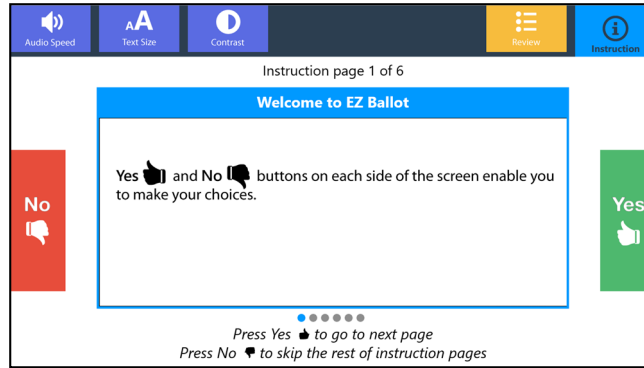 Audio Speed
AA
Text Size
Contrast
Review
i
Instruction
Instruction page 1 of 6
Welcome to EZ Ballot
Yes and No buttons on each side of the screen enable you
to make your choices.
No
Yes
Press Yes to go to next page
Press No to skip the rest of instruction pages